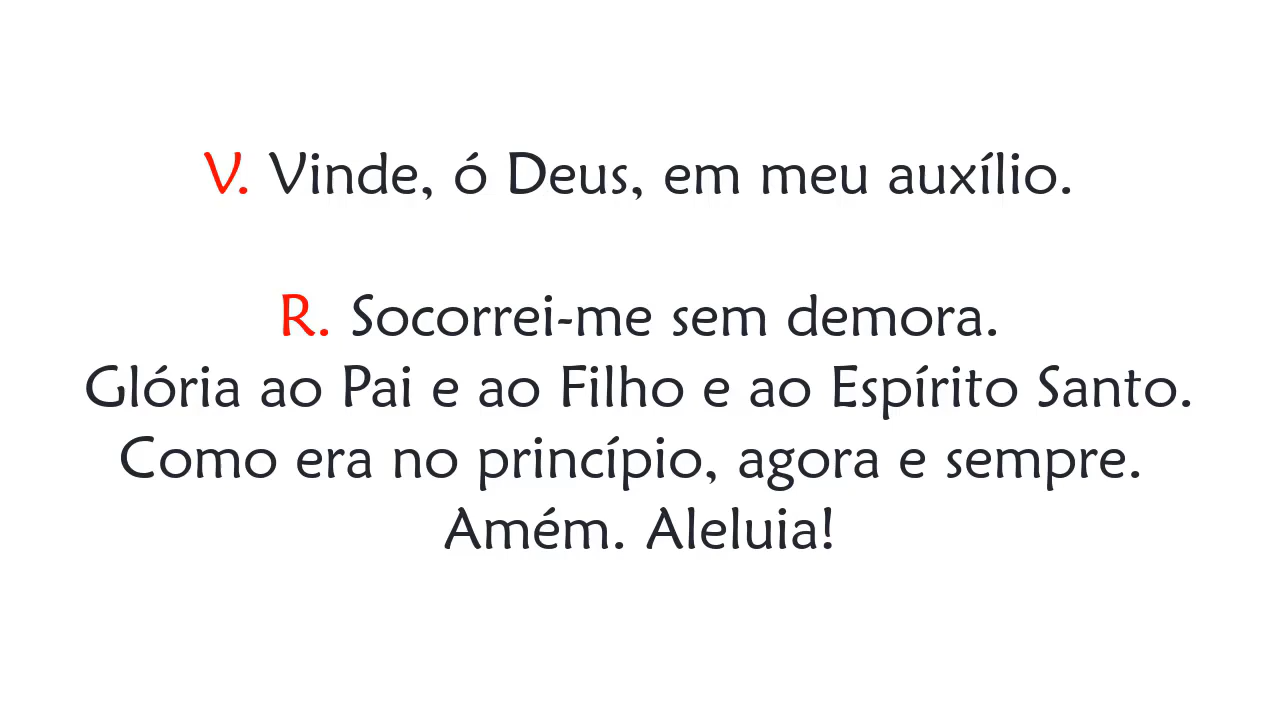 V. Vinde, ó Deus, em meu auxílio.
R. Socorrei-me sem demora.
Glória ao Pai e ao Filho e ao Espírito Santo.
Como era no princípio, agora e sempre.
Amém. Aleluia!